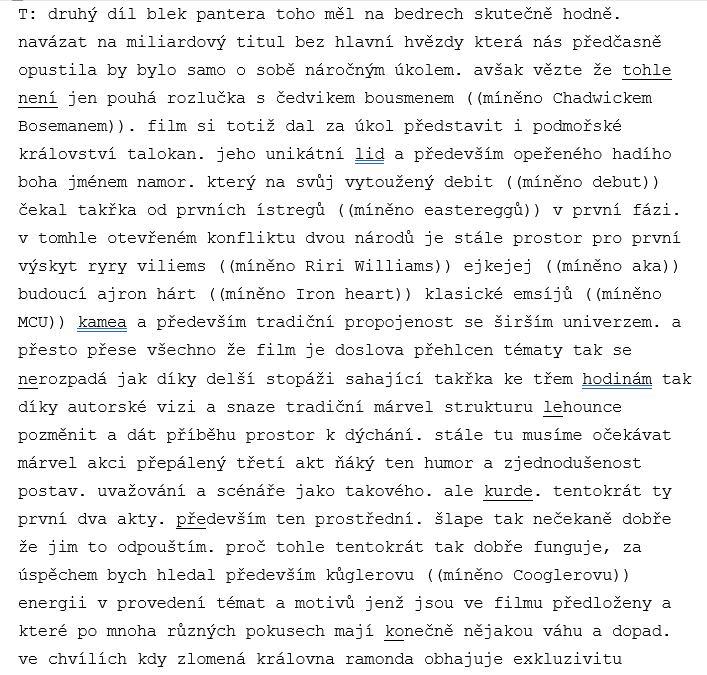 T: druhý díl blek pantera toho měl na bedrech skutečně hodně.
navázat na miliardový titul bez hlavní hvězdy která nás předčasně
opustila by bylo samo o sobě náročným úkolem. avšak vězte že tohle
není jen pouhá rozlučka s čedvikem bousmenem ((míněno Chadwickem
Bosemanem)). film si totiž dal za úkol představit i podmořské
království talokan. jeho unikátní lid a především opeřeného hadího
boha jménem namor. který na svůj vytoužený debit ((míněno debut))
čekal takřka od prvních ístregů ((míněno eastereggů)) v první fázi.
v tomhle otevřeném konfliktu dvou národů je stále prostor pro první
výskyt ryry viliems ((míněno Riri Williams)) ejkejej ((míněno aka))
budoucí ajron hárt ((míněno Iron heart)) klasické emsíjů ((míněno
MCU)) kamea a především tradiční propojenost se širším univerzem. a
přesto přese všechno že film je doslova přehlcen tématy tak se
nerozpadá jak díky delší stopáži sahající takřka ke třem hodinám tak
díky autorské vizi a snaze tradiční márvel strukturu lehounce
pozměnit a dát příběhu prostor k dýchání. stále tu musíme očekávat
márvel akci přepálený třetí akt ňáký ten humor a zjednodušenost
postav. uvažování a scénáře jako takového. ale kurde. tentokrát ty
první dva akty. především ten prostřední. šlape tak nečekaně dobře
že jim to odpouštím. proč tohle tentokrát tak dobře funguje, za
úspěchem bych hledal především kůglerovu ((míněno Cooglerovu))
energii v provedení témat a motivů jenž jsou ve filmu předloženy a
které po mnoha různých pokusech mají konečně nějakou váhu a dopad.
ve chvílích kdy zlomená královna ramonda obhajuje exkluzivitu